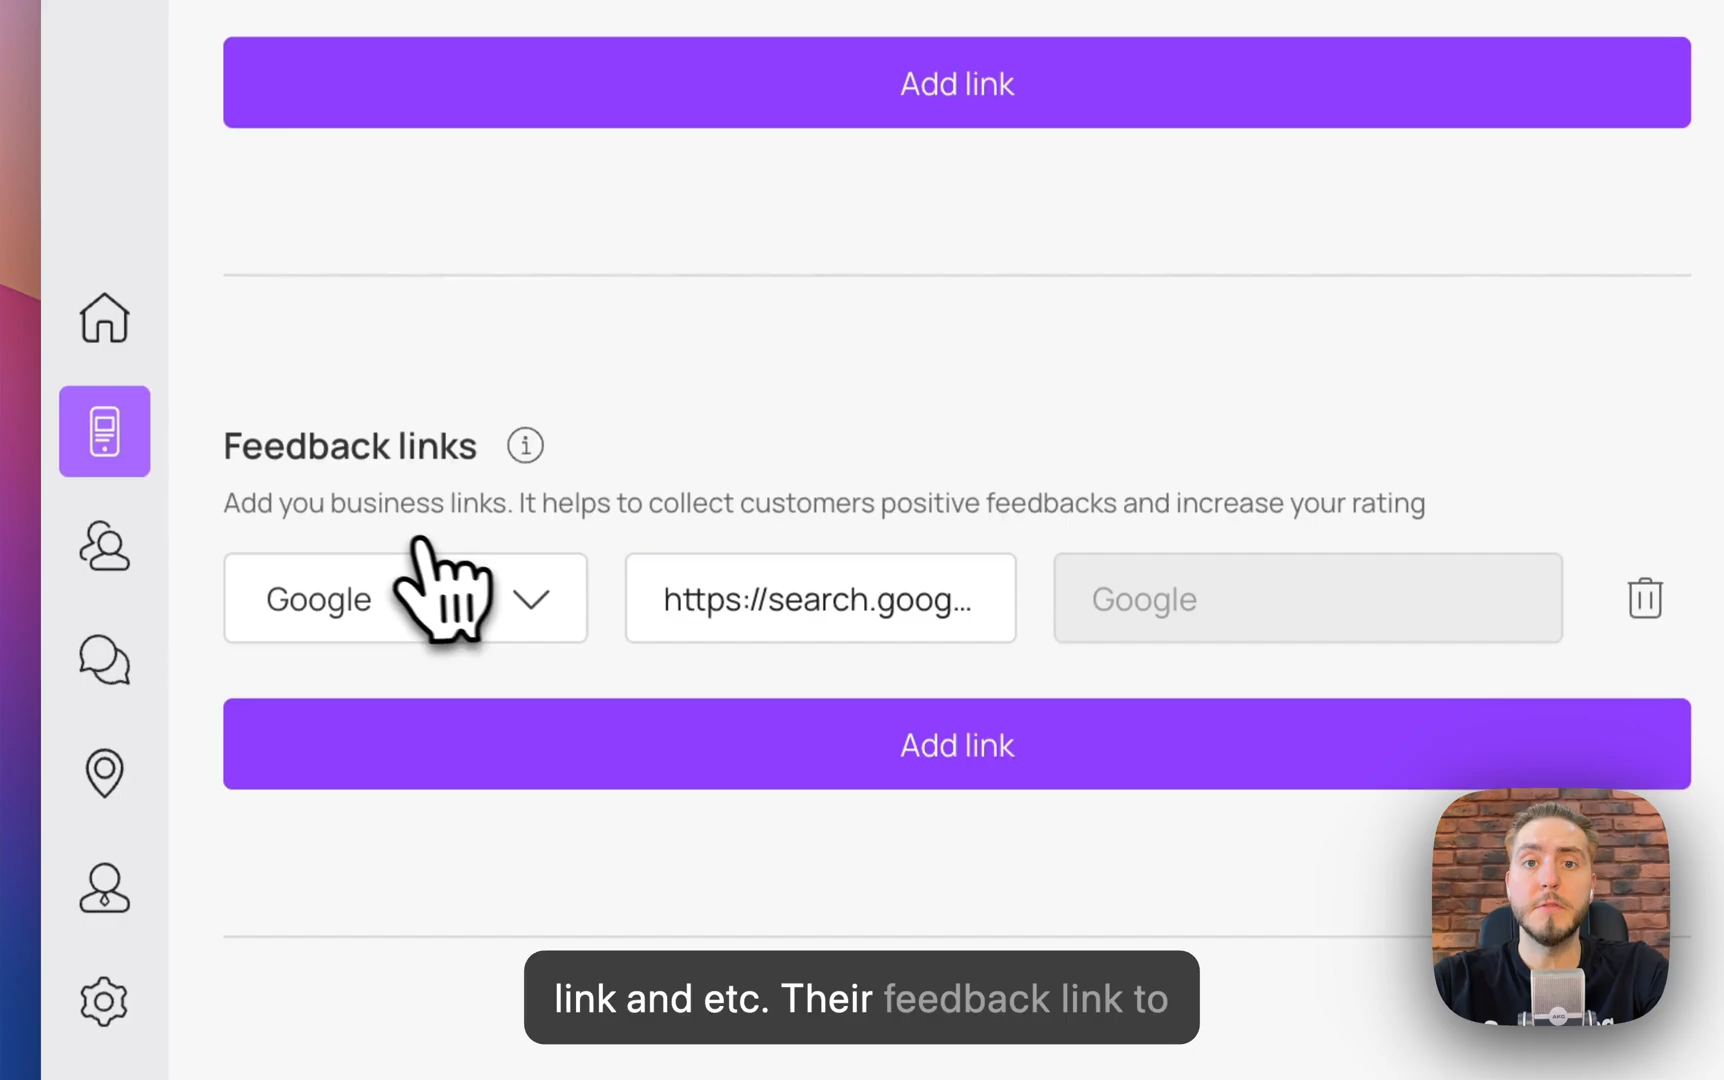 Add link
Feedback links
Add you business links. It helps to collect customers positive feedbacks and increase your rating
Google
https://search.goog...
Google
Add link
link and etc. Their feedback link to
AKG